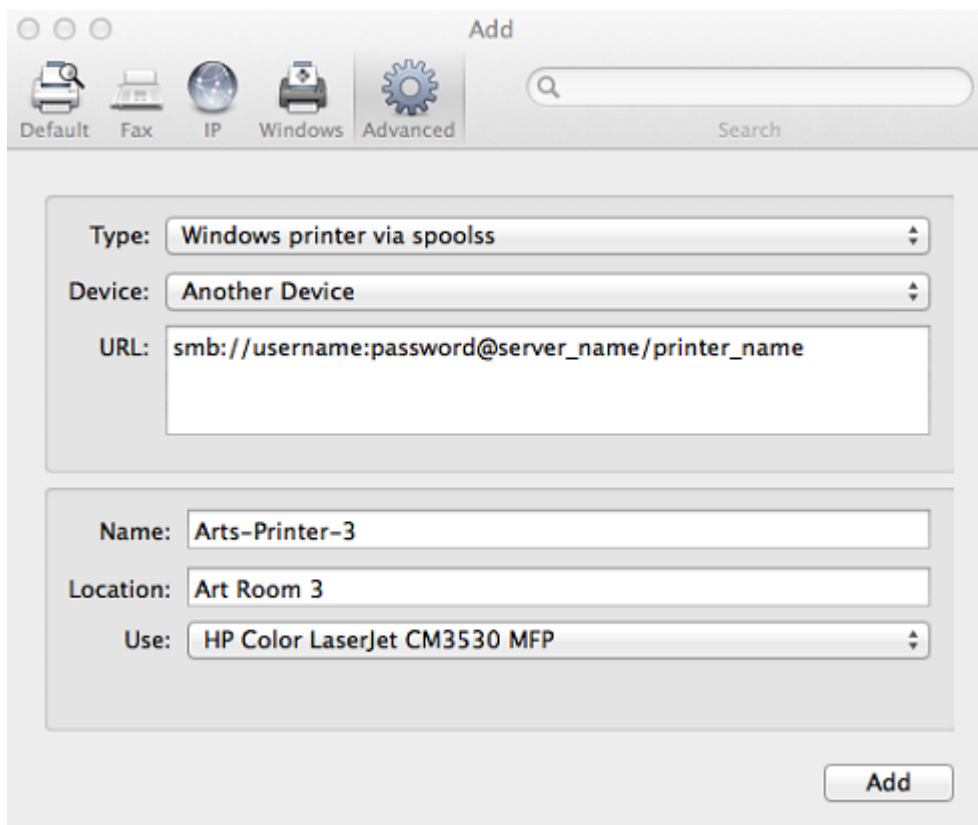 Add
Default Fax IP Windows Advanced Search
Type: Windows printer via spoolss
Device: Another Device
URL: smb://username:password@server_name/printer_name
Name: Arts-Printer-3
Location: Art Room 3
Use: HP Color LaserJet CM3530 MFP
Add